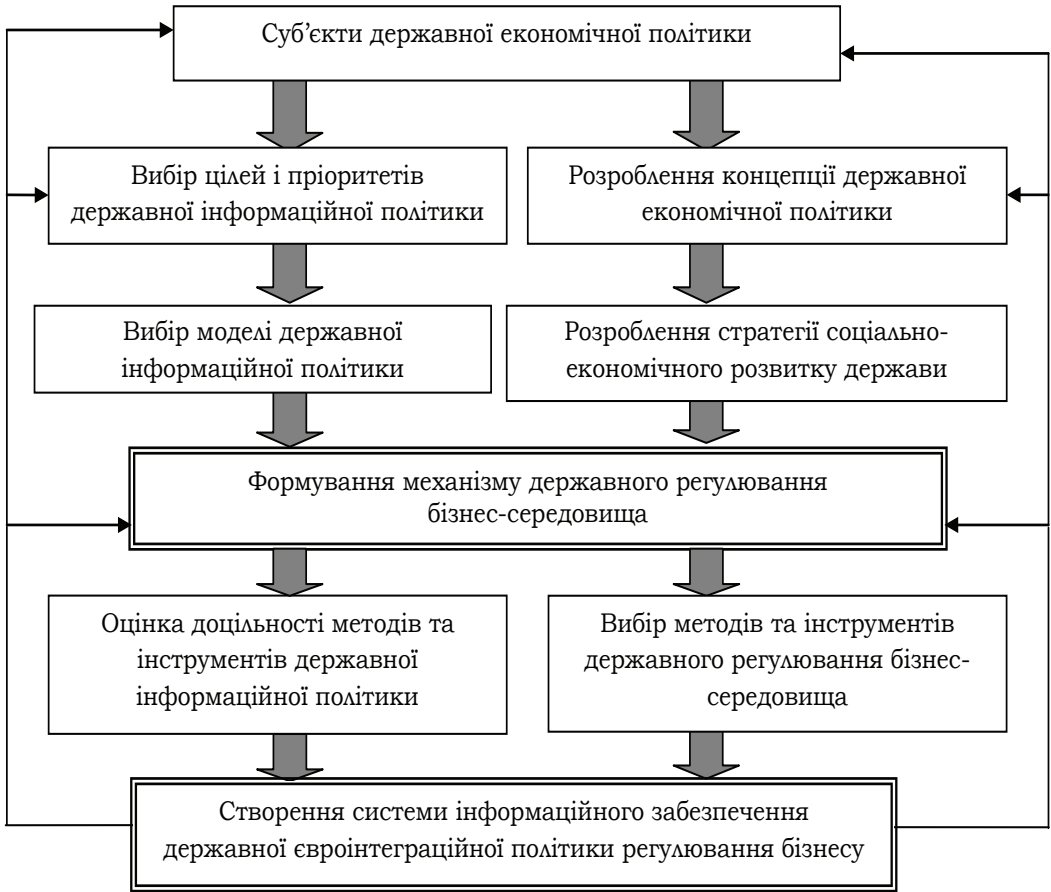 Суб’єкти державної економічної політики
Вибір цілей і пріоритетів
державної інформаційної політики
Розроблення концепції державної
економічної політики
Вибір моделі державної
інформаційної політики
Розроблення стратегії соціально-
економічного розвитку держави
Формування механізму державного регулювання
бізнес-середовища
Оцінка доцільності методів та
інструментів державної
інформаційної політики
Вибір методів та інструментів
державного регулювання бізнес-
середовища
Створення системи інформаційного забезпечення
державної євроінтеграційної політики регулювання бізнесу